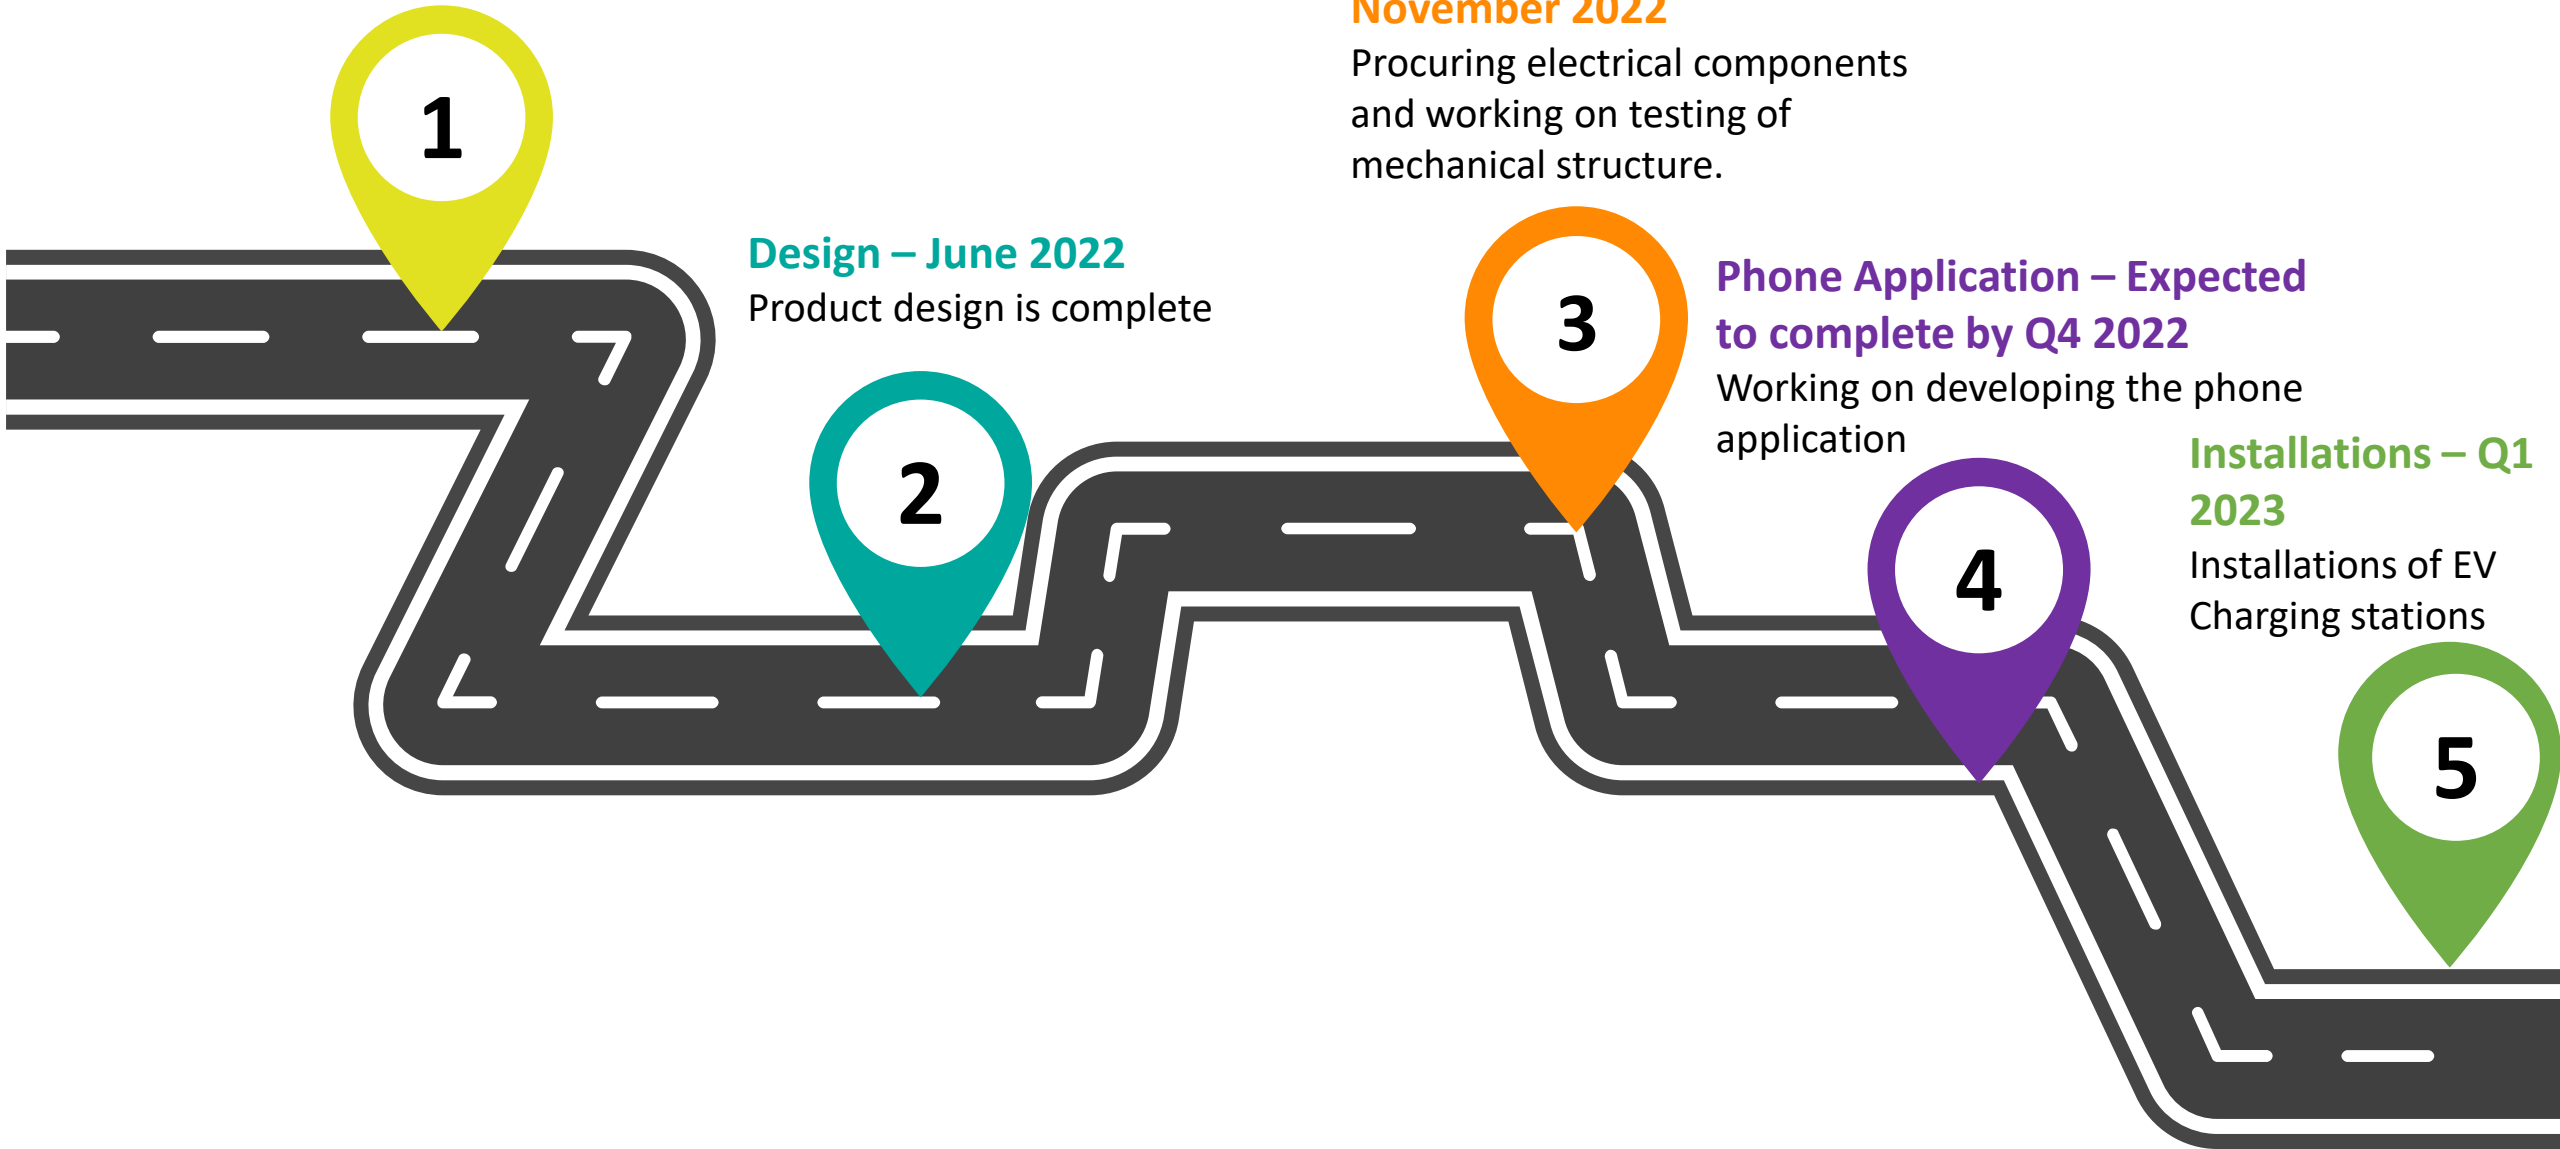 1
Design – June 2022
Product design is complete
2
November 2022
Procuring electrical components
and working on testing of
mechanical structure.
3
Phone Application – Expected
to complete by Q4 2022
Working on developing the phone
application
4
Installations – Q1
2023
Installations of EV
Charging stations
5